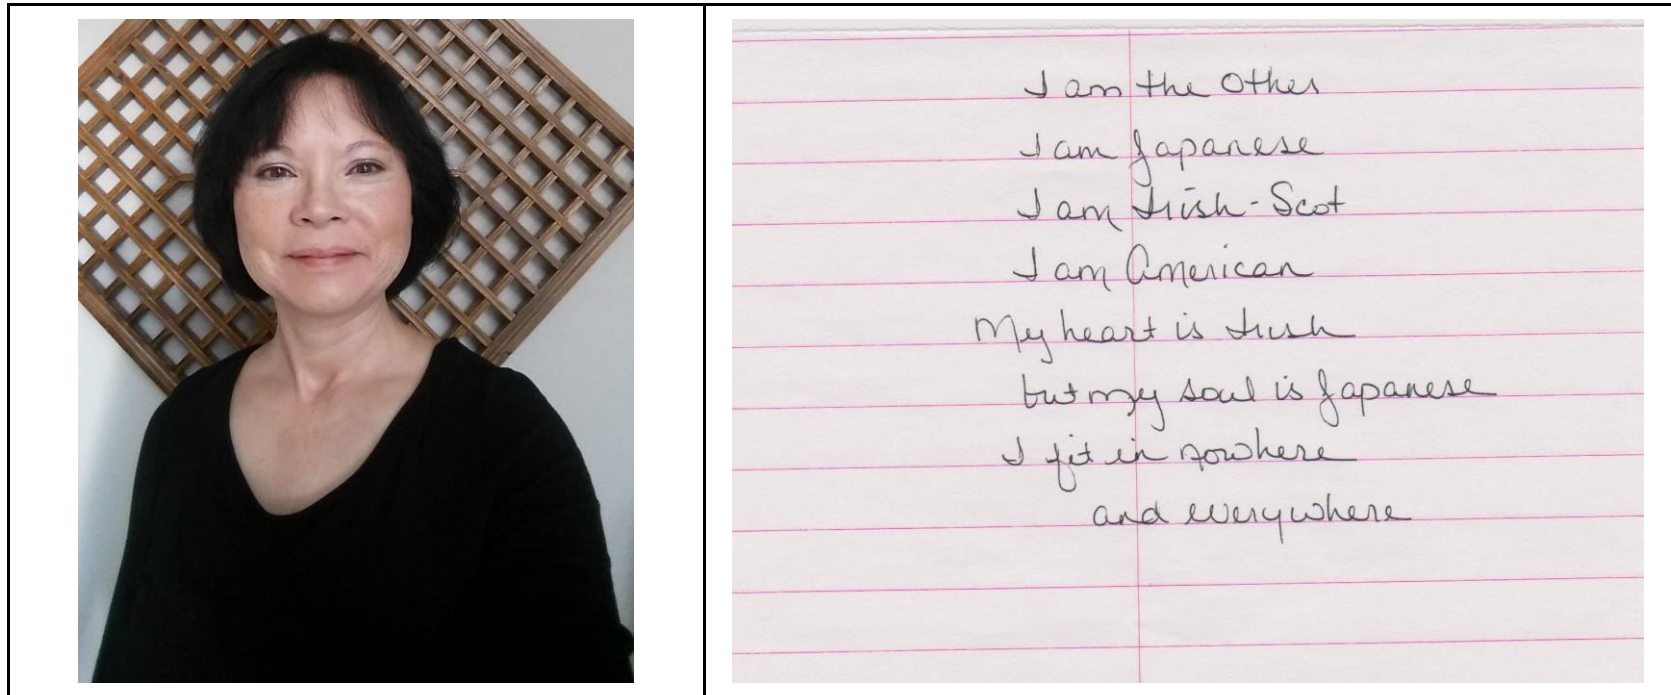 I am the Other
I am Japanese
I am Irish-Scot
I am American
My heart is Irish
but my soul is Japanese
I fit in nowhere
and everywhere